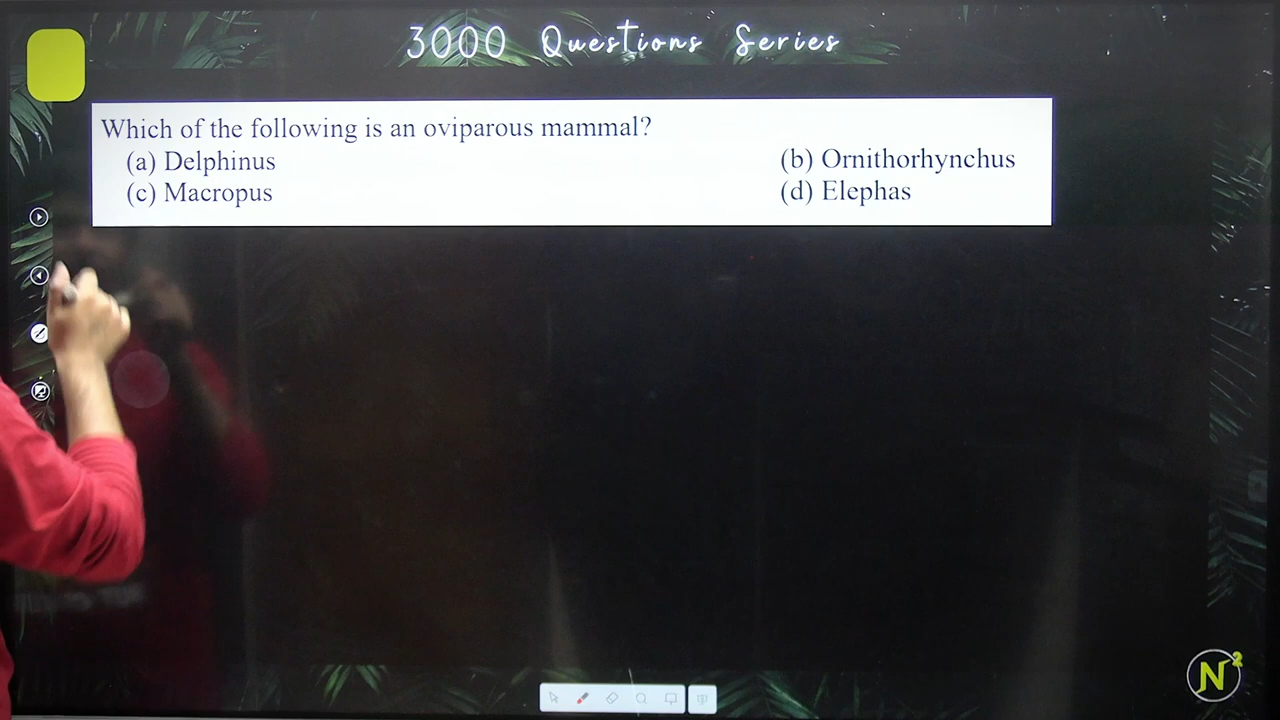 3000 Questions Series
Which of the following is an oviparous mammal?
(a) Delphinus (b) Ornithorhynchus
(c) Macropus (d) Elephas
N2